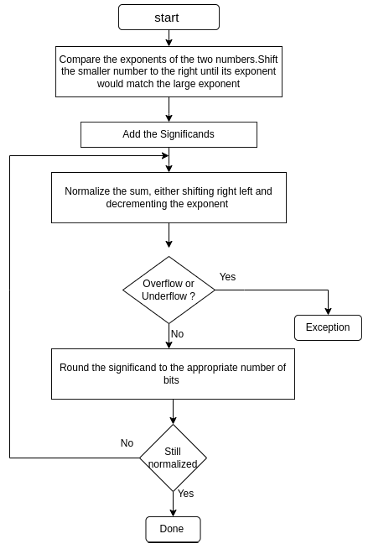 start
Compare the exponents of the two numbers.Shift
the smaller number to the right until its exponent
would match the large exponent
Add the Significands
Normalize the sum, either shifting right left and
decrementing the exponent
Overflow or
Underflow ?
Yes
Exception
No
Round the significand to the appropriate number of
bits
Still
normalized
No
Yes
Done